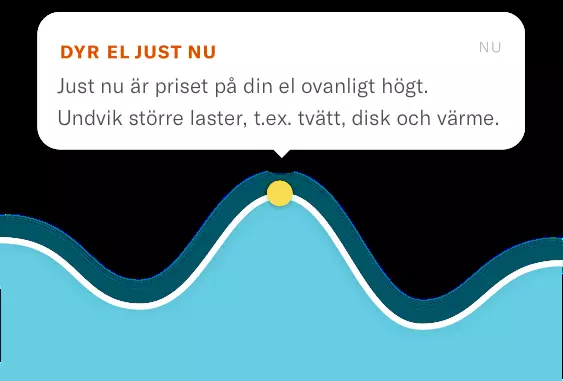 DYR EL JUST NU
NU
Just nu är priset på din el ovanligt högt.
Undvik större laster, t.ex. tvätt, disk och värme.